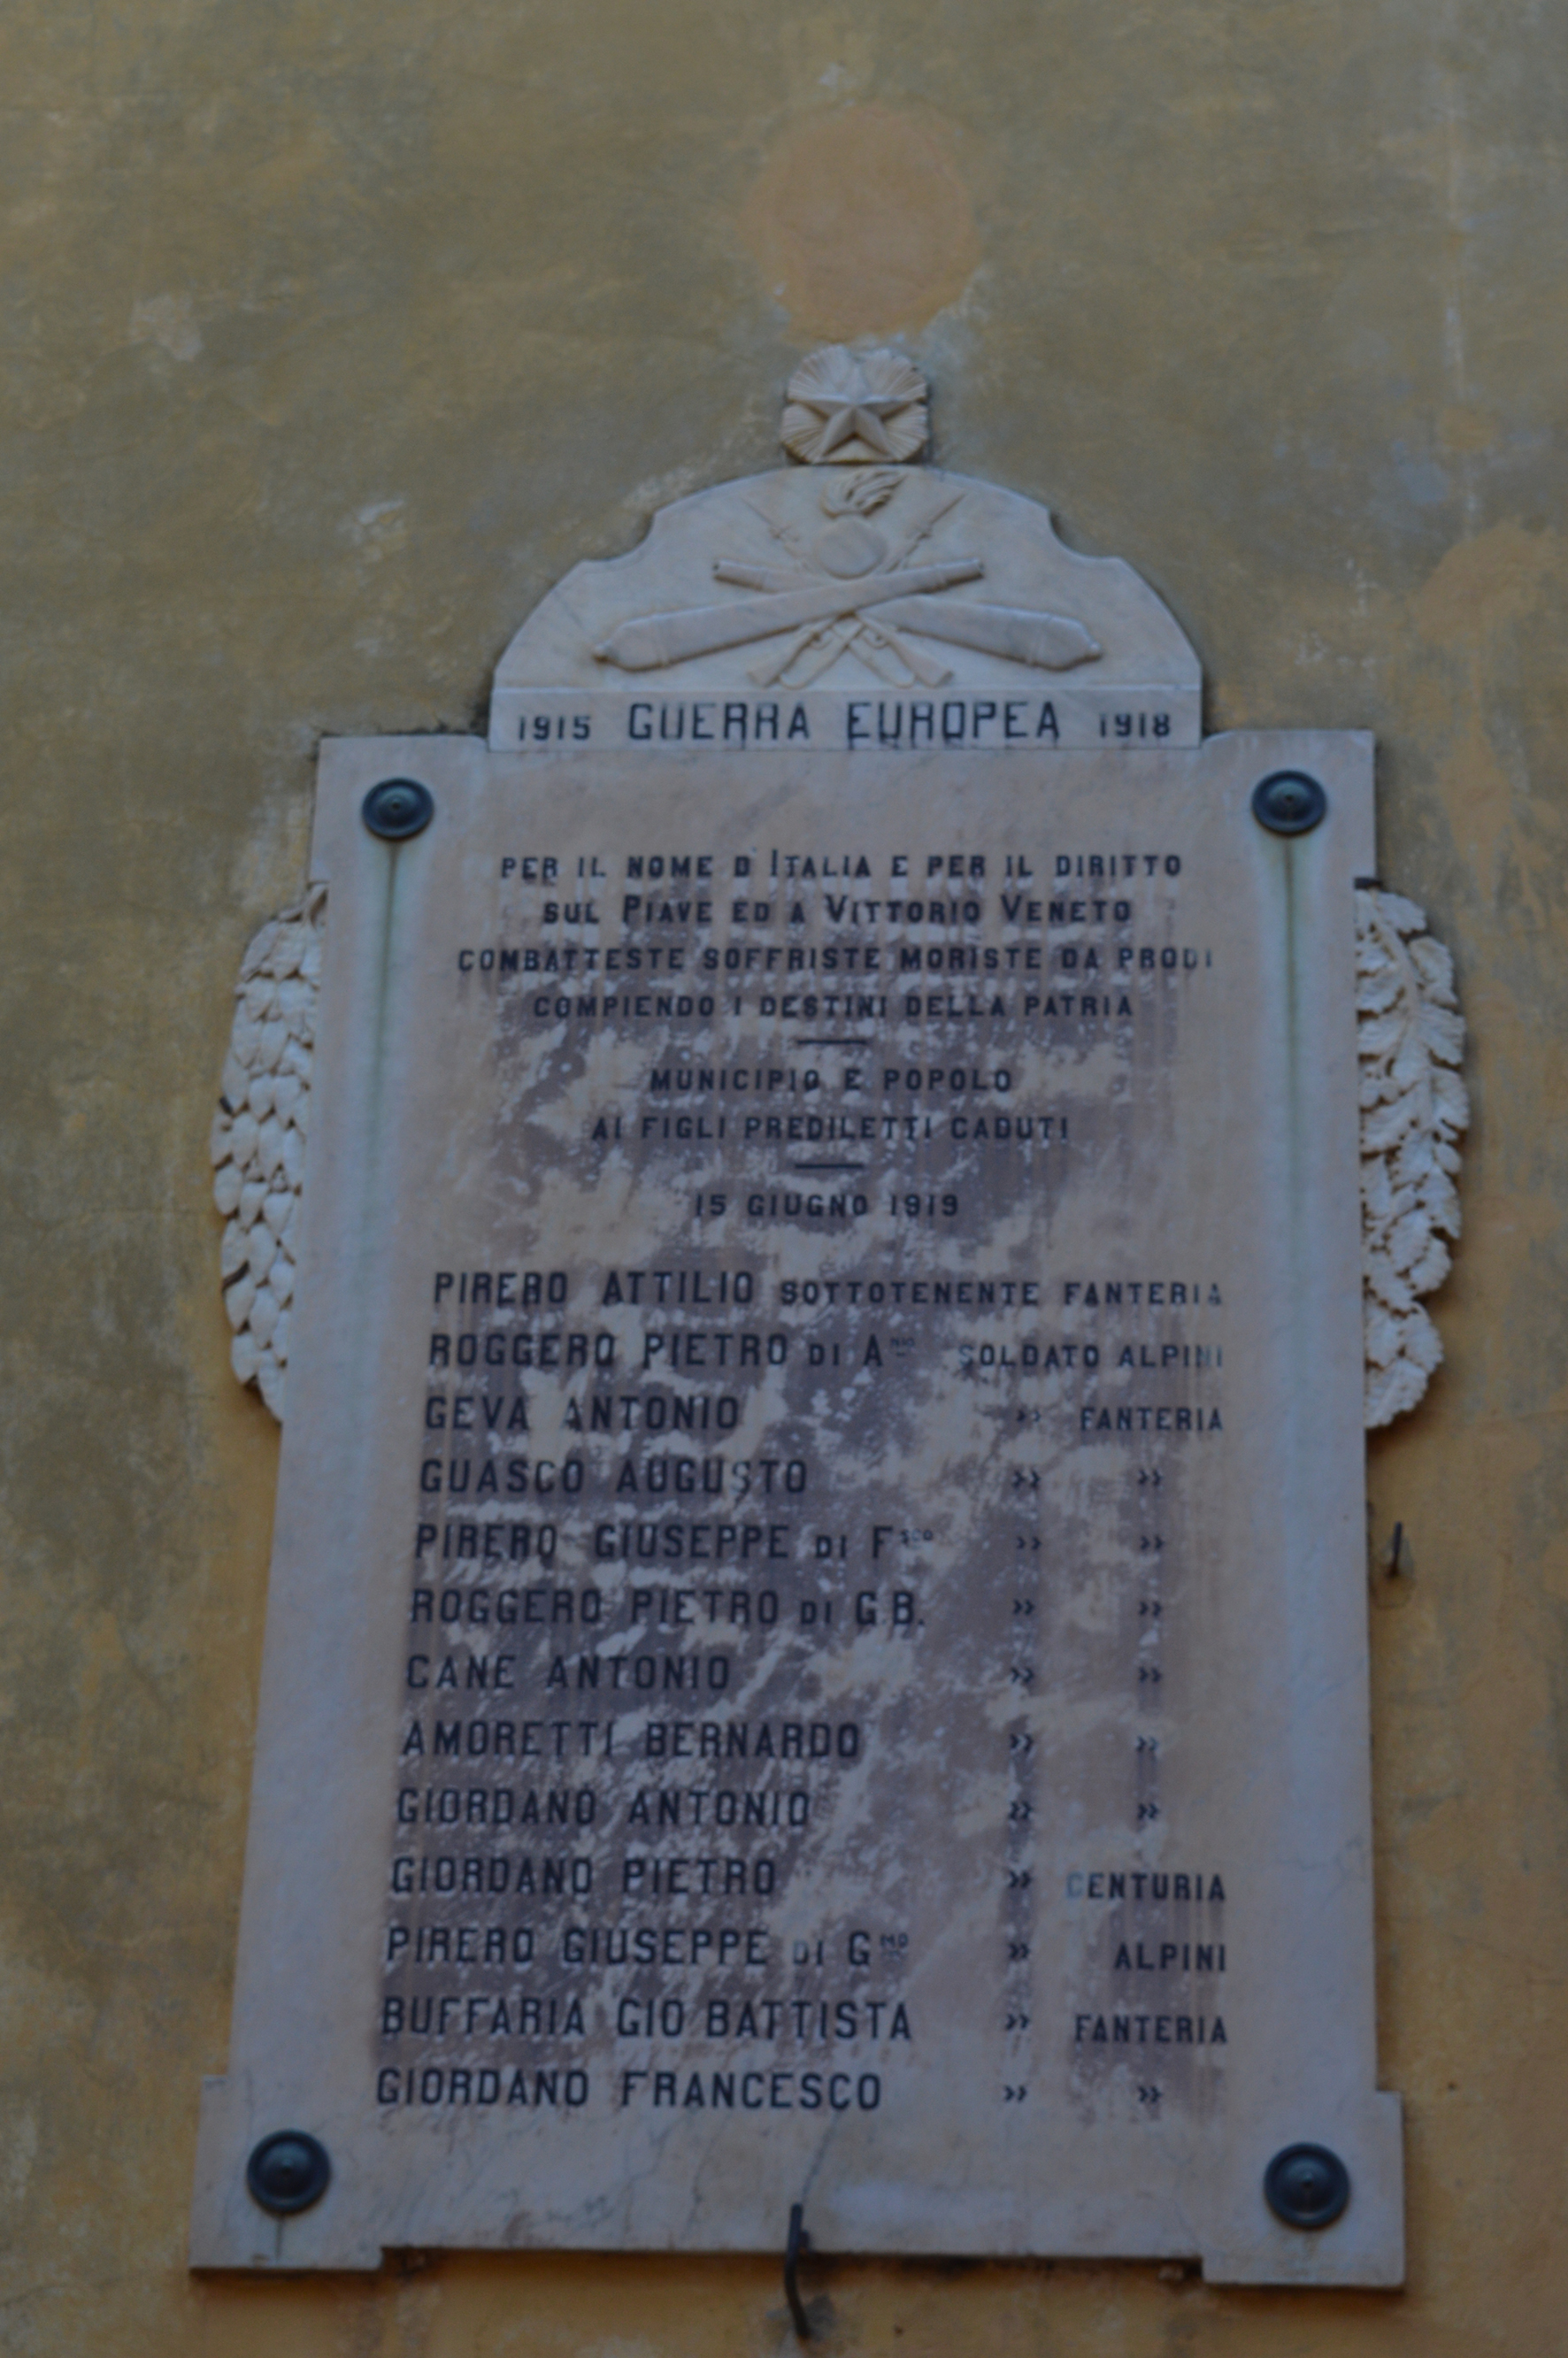 1915 GUERRA EUROPEA 1918
PER IL NOME D'ITALIA E PER IL DIRITTO
SUL PIAVE ED A VITTORIO VENETO
COMBATTESTE SOFFRISTE MORISTE DA PRODI
COMPIENDO I DESTINI DELLA PATRIA
MUNICIPIO E POPOLO
AI FIGLI PREDILETTI CADUTI
15 GIUGNO 1919
PIRERO ATTILIO SOTTOTENENTE FANTERIA
ROGGERO PIETRO DI Anio SOLDATO ALPINI
GEVA ANTONIO » FANTERIA
GUASCO AUGUSTO » »
PIRERO GIUSEPPE DI Fsco » »
ROGGERO PIETRO DI G.B. » »
CANE ANTONIO » »
AMORETTI BERNARDO » »
GIORDANO ANTONIO » »
GIORDANO PIETRO » CENTURIA
PIRERO GIUSEPPE DI Gmo » ALPINI
BUFFARIA GIO BATTISTA » FANTERIA
GIORDANO FRANCESCO » »